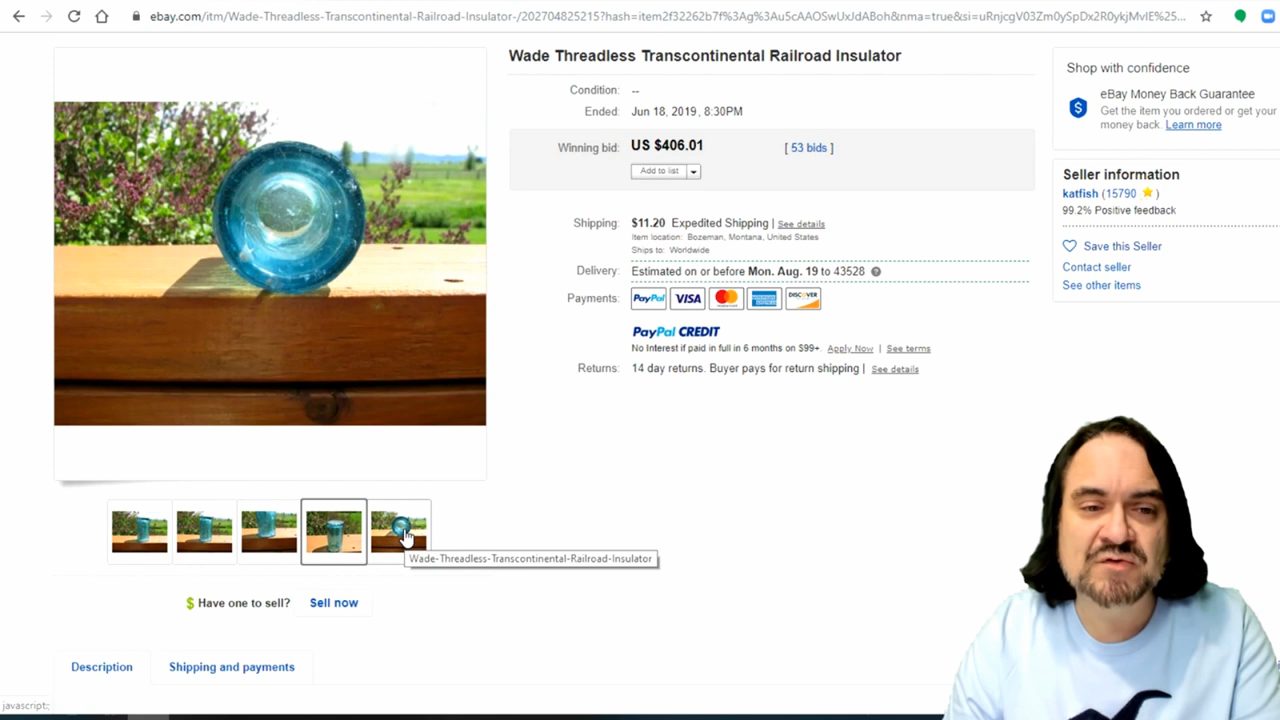 ebay.com/itm/Wade-Threadless-Transcontinental-Railroad-Insulator-/202704825215?hash=item2f32262b7f%3Ag%3Au5cAAOSwUxJdABoh&nma=true&si=uRnjcgV03Zm0ySpDx2R0ykjMvIE%25...
Wade Threadless Transcontinental Railroad Insulator
Condition: --
Ended: Jun 18, 2019, 8:30PM
Winning bid: US $406.01 [ 53 bids ]
Add to list
Shipping: $11.20 Expedited Shipping | See details
Item location: Bozeman, Montana, United States
Ships to: Worldwide
Delivery: Estimated on or before Mon. Aug. 19 to 43528
Payments: PayPal VISA MasterCard AMERICAN EXPRESS DISCOVER
PayPal CREDIT
No Interest if paid in full in 6 months on $99+. Apply Now | See terms
Returns: 14 day returns. Buyer pays for return shipping | See details
Shop with confidence
eBay Money Back Guarantee
Get the item you ordered or get your
money back. Learn more
Seller information
katfish (15790 )
99.2% Positive feedback
Save this Seller
Contact seller
See other items
Wade-Threadless-Transcontinental-Railroad-Insulator
$ Have one to sell? Sell now
Description
Shipping and payments
javascript:;